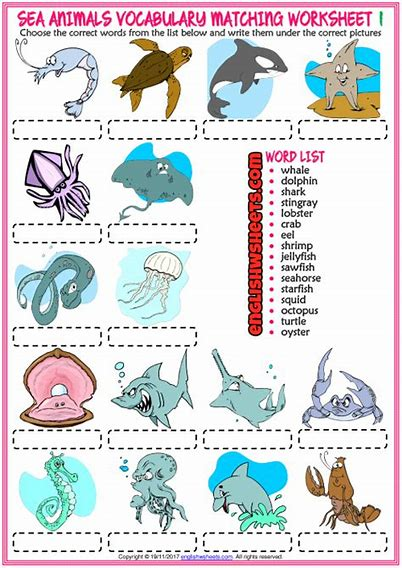 SEA ANIMALS VOCABULARY MATCHING WORKSHEET 1
Choose the correct words from the list below and write them under the correct pictures
WORD LIST
whale
dolphin
shark
stingray
lobster
crab
eel
shrimp
jellyfish
sawfish
seahorse
starfish
squid
octopus
turtle
oyster
ENGLISHWSHEETS.COM
Copyright © 19/11/2017 englishwsheets.com. All rights reserved.